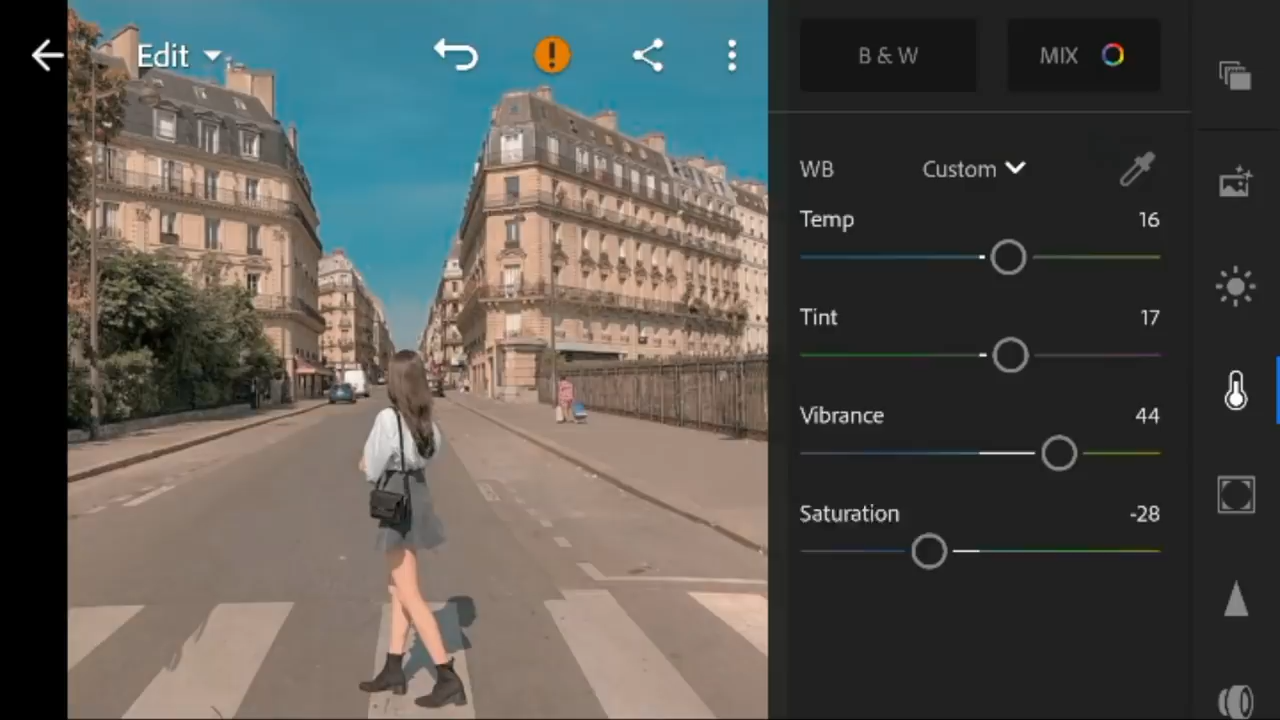 Edit
B & W
MIX
WB
Custom
Temp
16
Tint
17
Vibrance
44
Saturation
-28